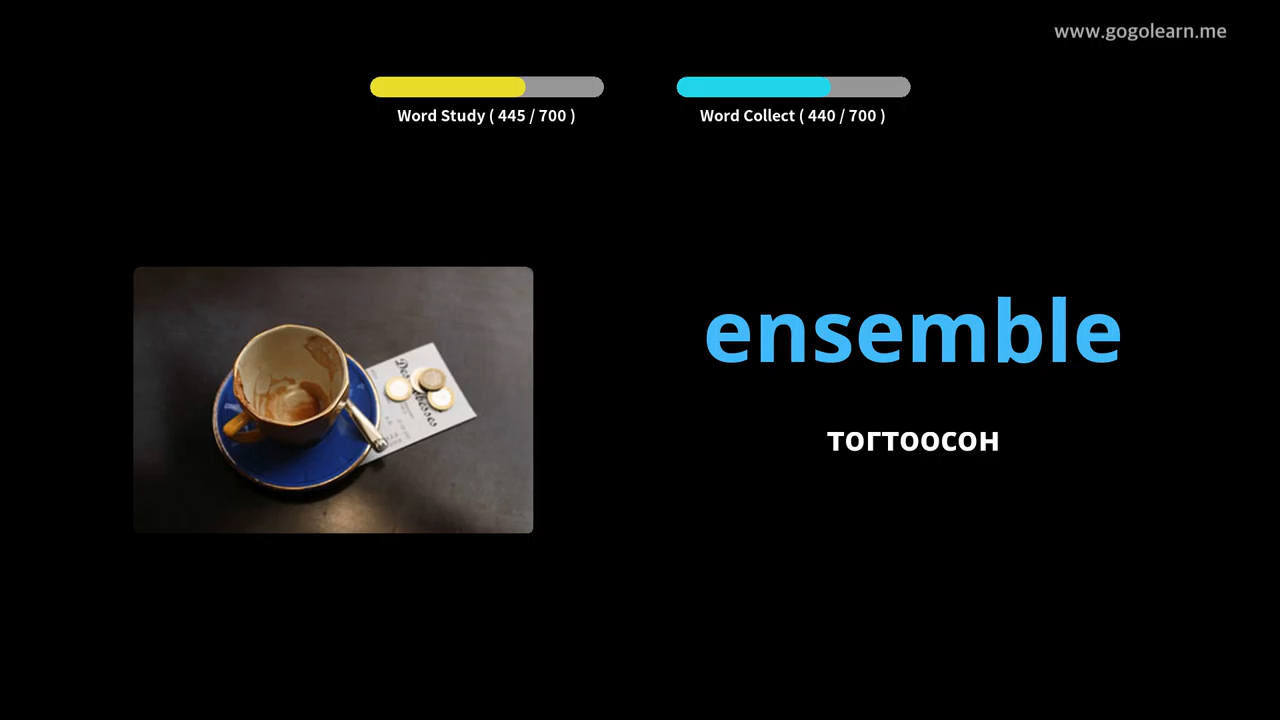 www.gogolearn.me
Word Study ( 445 / 700 )
Word Collect ( 440 / 700 )
ensemble
тогтоосон